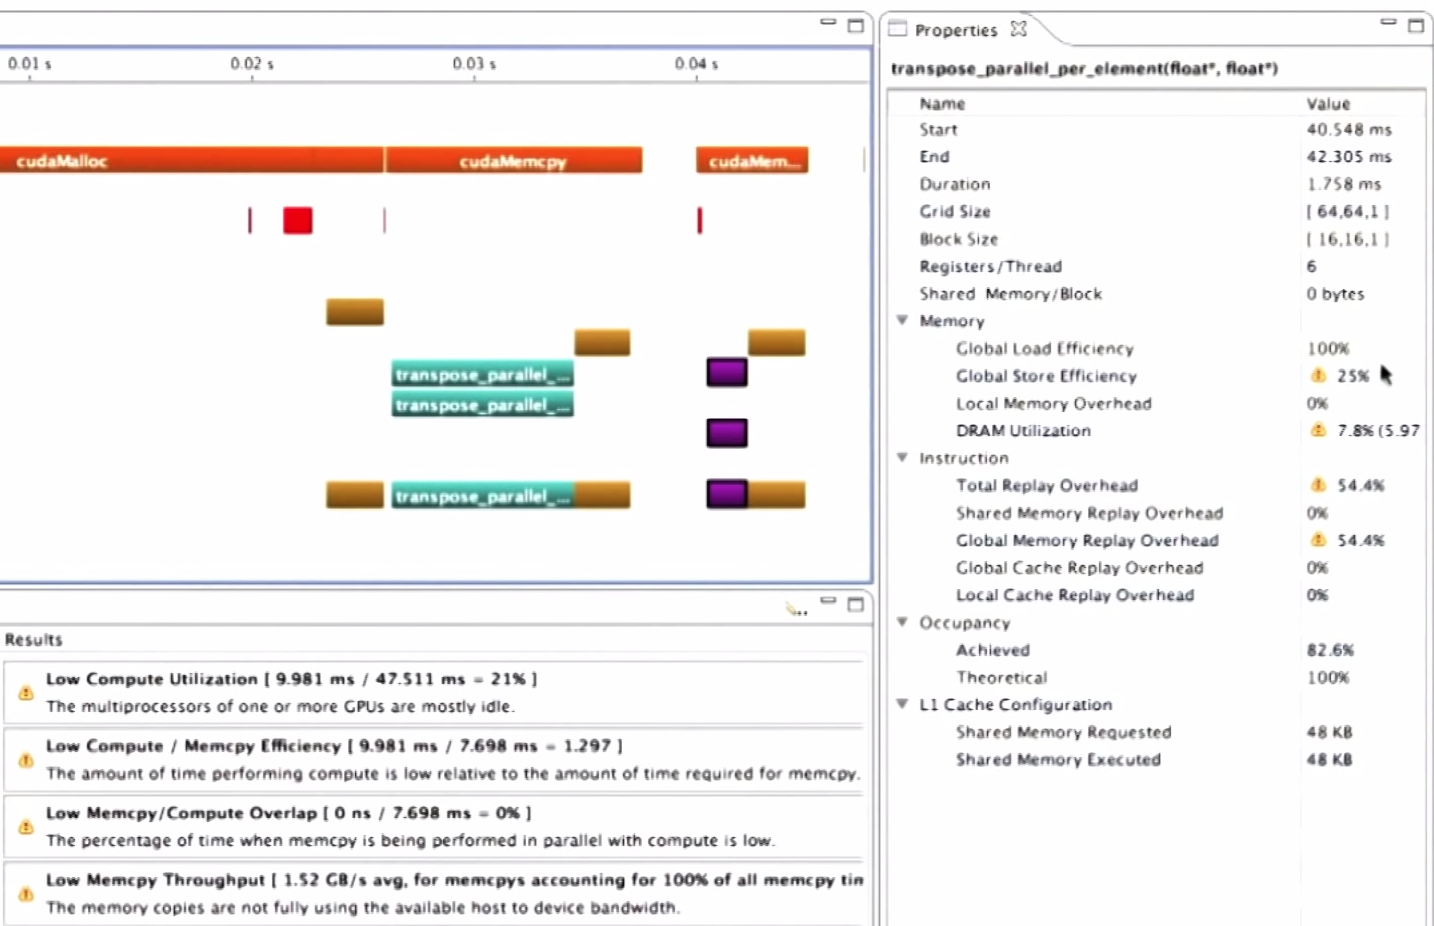 0.01 s 0.02 s 0.03 s 0.04 s
cudaMalloc cudaMemcpy cudaMem...
transpose_parallel_...
transpose_parallel_...
transpose_parallel_...
Results
Low Compute Utilization [ 9.981 ms / 47.511 ms = 21% ]
The multiprocessors of one or more GPUs are mostly idle.
Low Compute / Memcpy Efficiency [ 9.981 ms / 7.698 ms = 1.297 ]
The amount of time performing compute is low relative to the amount of time required for memcpy.
Low Memcpy/Compute Overlap [ 0 ns / 7.698 ms = 0% ]
The percentage of time when memcpy is being performed in parallel with compute is low.
Low Memcpy Throughput [ 1.52 GB/s avg, for memcpys accounting for 100% of all memcpy tim
The memory copies are not fully using the available host to device bandwidth.
Properties
transpose_parallel_per_element(float*, float*)
Name Value
Start 40.548 ms
End 42.305 ms
Duration 1.758 ms
Grid Size [ 64,64,1 ]
Block Size [ 16,16,1 ]
Registers/Thread 6
Shared Memory/Block 0 bytes
Memory
Global Load Efficiency 100%
Global Store Efficiency 25%
Local Memory Overhead 0%
DRAM Utilization 7.8% (5.97
Instruction
Total Replay Overhead 54.4%
Shared Memory Replay Overhead 0%
Global Memory Replay Overhead 54.4%
Global Cache Replay Overhead 0%
Local Cache Replay Overhead 0%
Occupancy
Achieved 82.6%
Theoretical 100%
L1 Cache Configuration
Shared Memory Requested 48 KB
Shared Memory Executed 48 KB